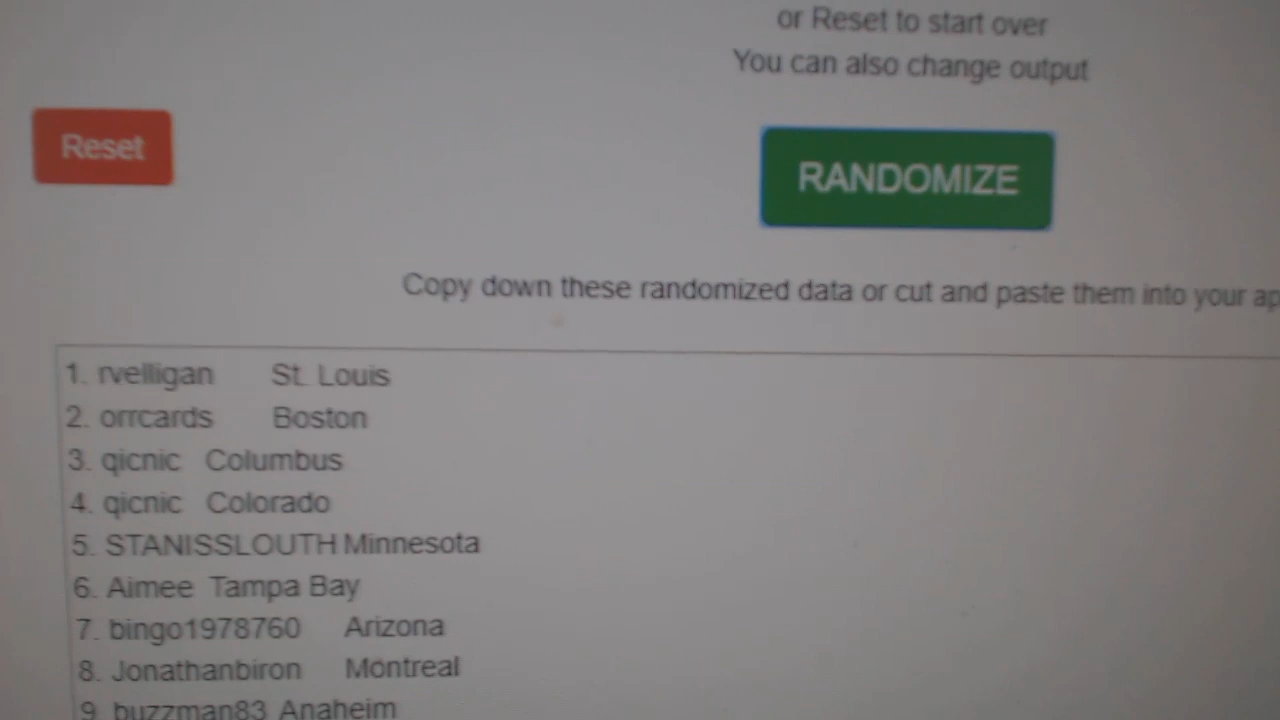 or Reset to start over
You can also change output
Reset
RANDOMIZE
Copy down these randomized data or cut and paste them into your ap
1. rvelligan St. Louis
2. orrcards Boston
3. qicnic Columbus
4. qicnic Colorado
5. STANISSLOUTH Minnesota
6. Aimee Tampa Bay
7. bingo1978760 Arizona
8. Jonathanbiron Montreal
9. buzzman83 Anaheim